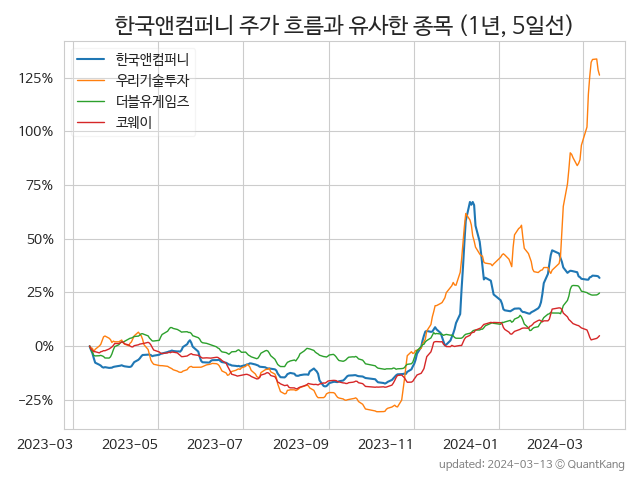 한국앤컴퍼니 주가 흐름과 유사한 종목 (1년, 5일선)
한국앤컴퍼니
우리기술투자
더블유게임즈
코웨이
125%
100%
75%
50%
25%
0%
−25%
2023-03 2023-05 2023-07 2023-09 2023-11 2024-01 2024-03
updated: 2024-03-13 © QuantKang